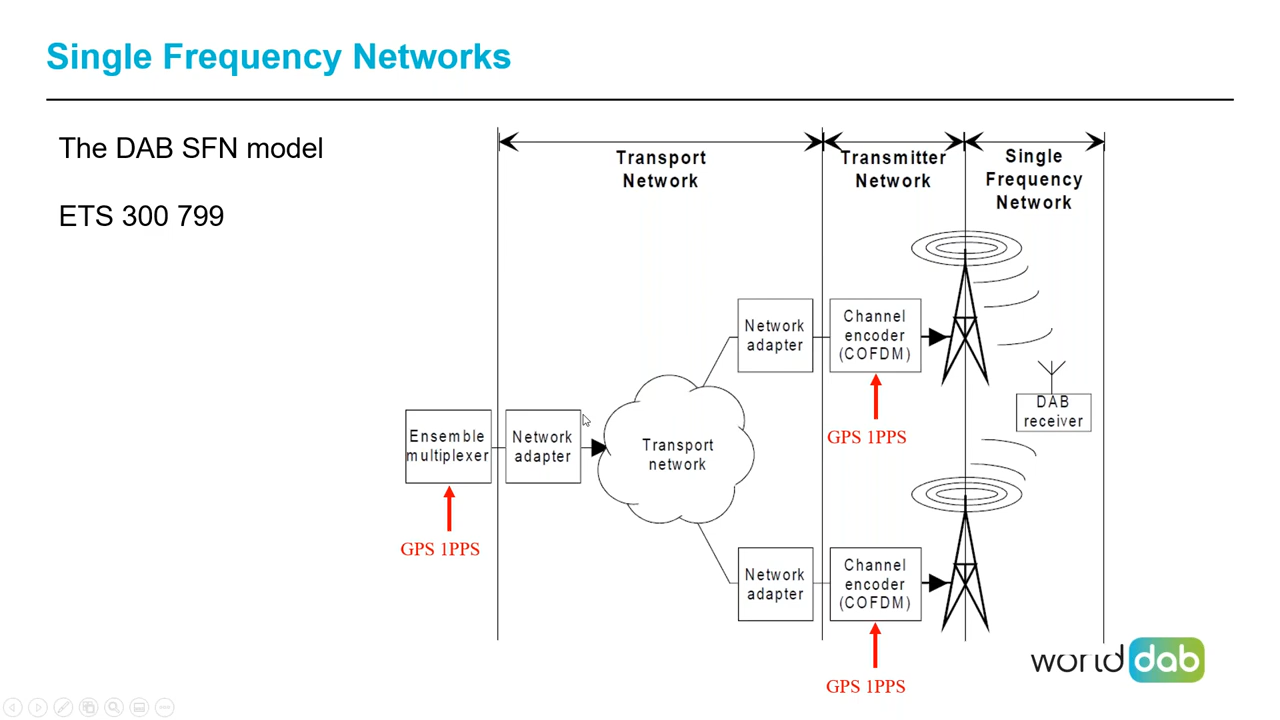 Single Frequency Networks
The DAB SFN model
ETS 300 799
Transport
Network
Transmitter
Network
Single
Frequency
Network
Network
adapter
Channel
encoder
(COFDM)
DAB
receiver
GPS 1PPS
Ensemble
multiplexer
Network
adapter
Transport
network
GPS 1PPS
Network
adapter
Channel
encoder
(COFDM)
GPS 1PPS
world dab